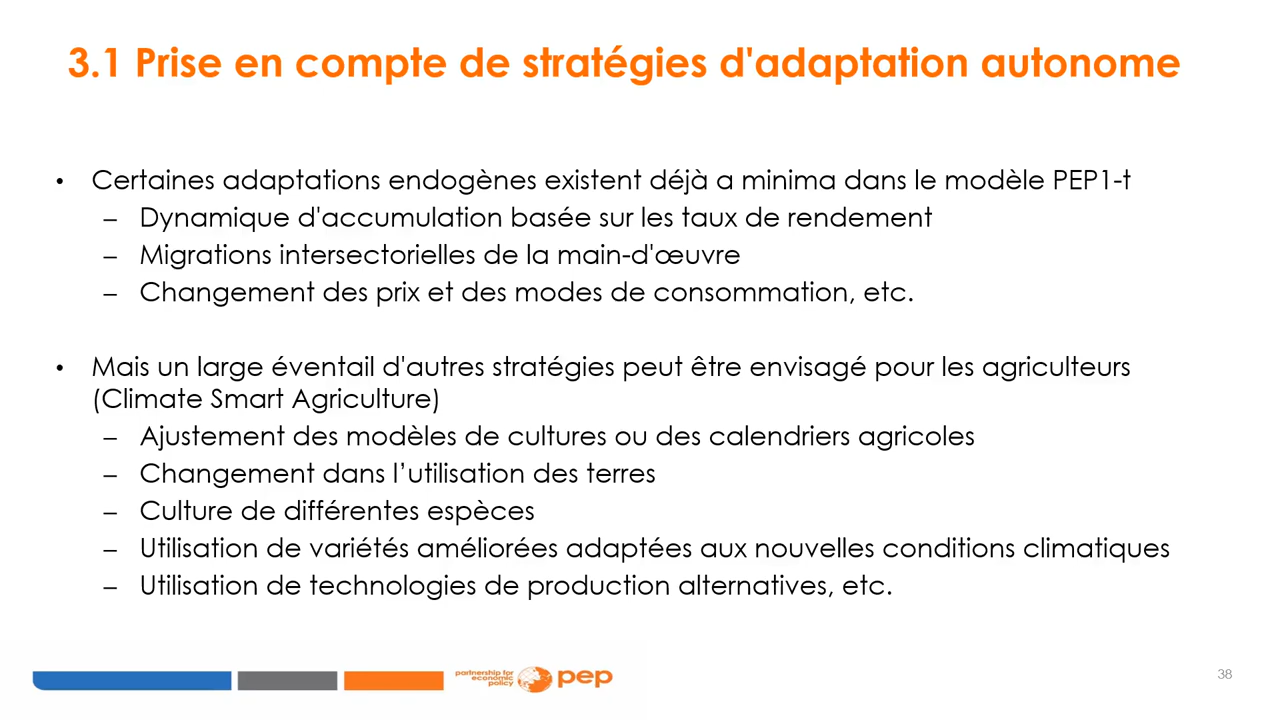 3.1 Prise en compte de stratégies d'adaptation autonome
• Certaines adaptations endogènes existent déjà a minima dans le modèle PEP1-t
– Dynamique d'accumulation basée sur les taux de rendement
– Migrations intersectorielles de la main-d'œuvre
– Changement des prix et des modes de consommation, etc.
• Mais un large éventail d'autres stratégies peut être envisagé pour les agriculteurs
(Climate Smart Agriculture)
– Ajustement des modèles de cultures ou des calendriers agricoles
– Changement dans l’utilisation des terres
– Culture de différentes espèces
– Utilisation de variétés améliorées adaptées aux nouvelles conditions climatiques
– Utilisation de technologies de production alternatives, etc.
partnership for
economic
policy
pep
38